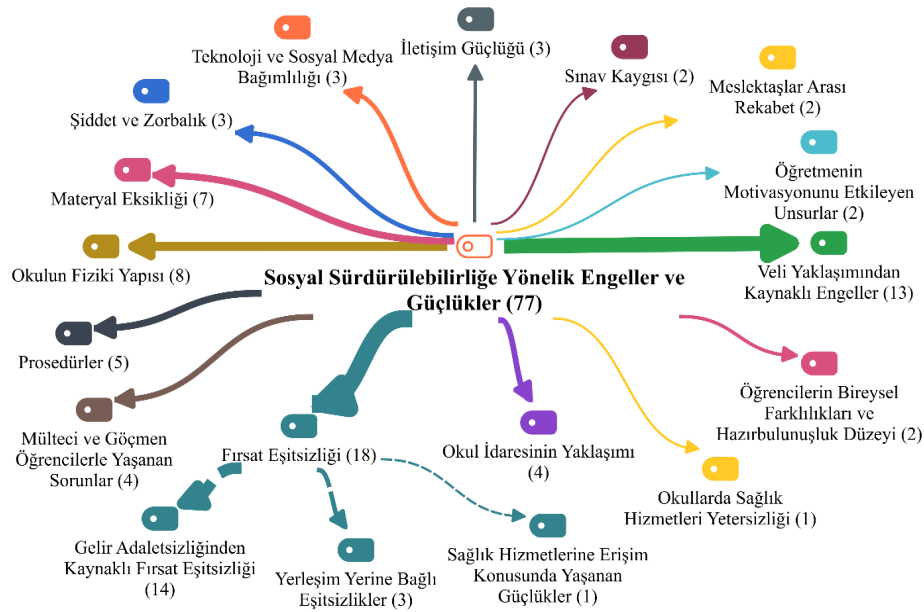 Teknoloji ve Sosyal Medya
Bağımlılığı (3)
İletişim Güçlüğü (3)
Sınav Kaygısı (2)
Meslektaşlar Arası
Rekabet (2)
Şiddet ve Zorbalık (3)
Öğretmenin
Motivasyonunu Etkileyen
Unsurlar (2)
Materyal Eksikliği (7)
Okulun Fiziki Yapısı (8)
Veli Yaklaşımından
Kaynaklı Engeller (13)
Sosyal Sürdürülebilirliğe Yönelik Engeller ve
Güçlükler (77)
Prosedürler (5)
Mülteci ve Göçmen
Öğrencilerle Yaşanan
Sorunlar (4)
Fırsat Eşitsizliği (18)
Okul İdaresinin Yaklaşımı
(4)
Öğrencilerin Bireysel
Farklılıkları ve
Hazırbulunuşluk Düzeyi (2)
Okullarda Sağlık
Hizmetleri Yetersizliği (1)
Gelir Adaletsizliğinden
Kaynaklı Fırsat Eşitsizliği
(14)
Yerleşim Yerine Bağlı
Eşitsizlikler (3)
Sağlık Hizmetlerine Erişim
Konusunda Yaşanan
Güçlükler (1)